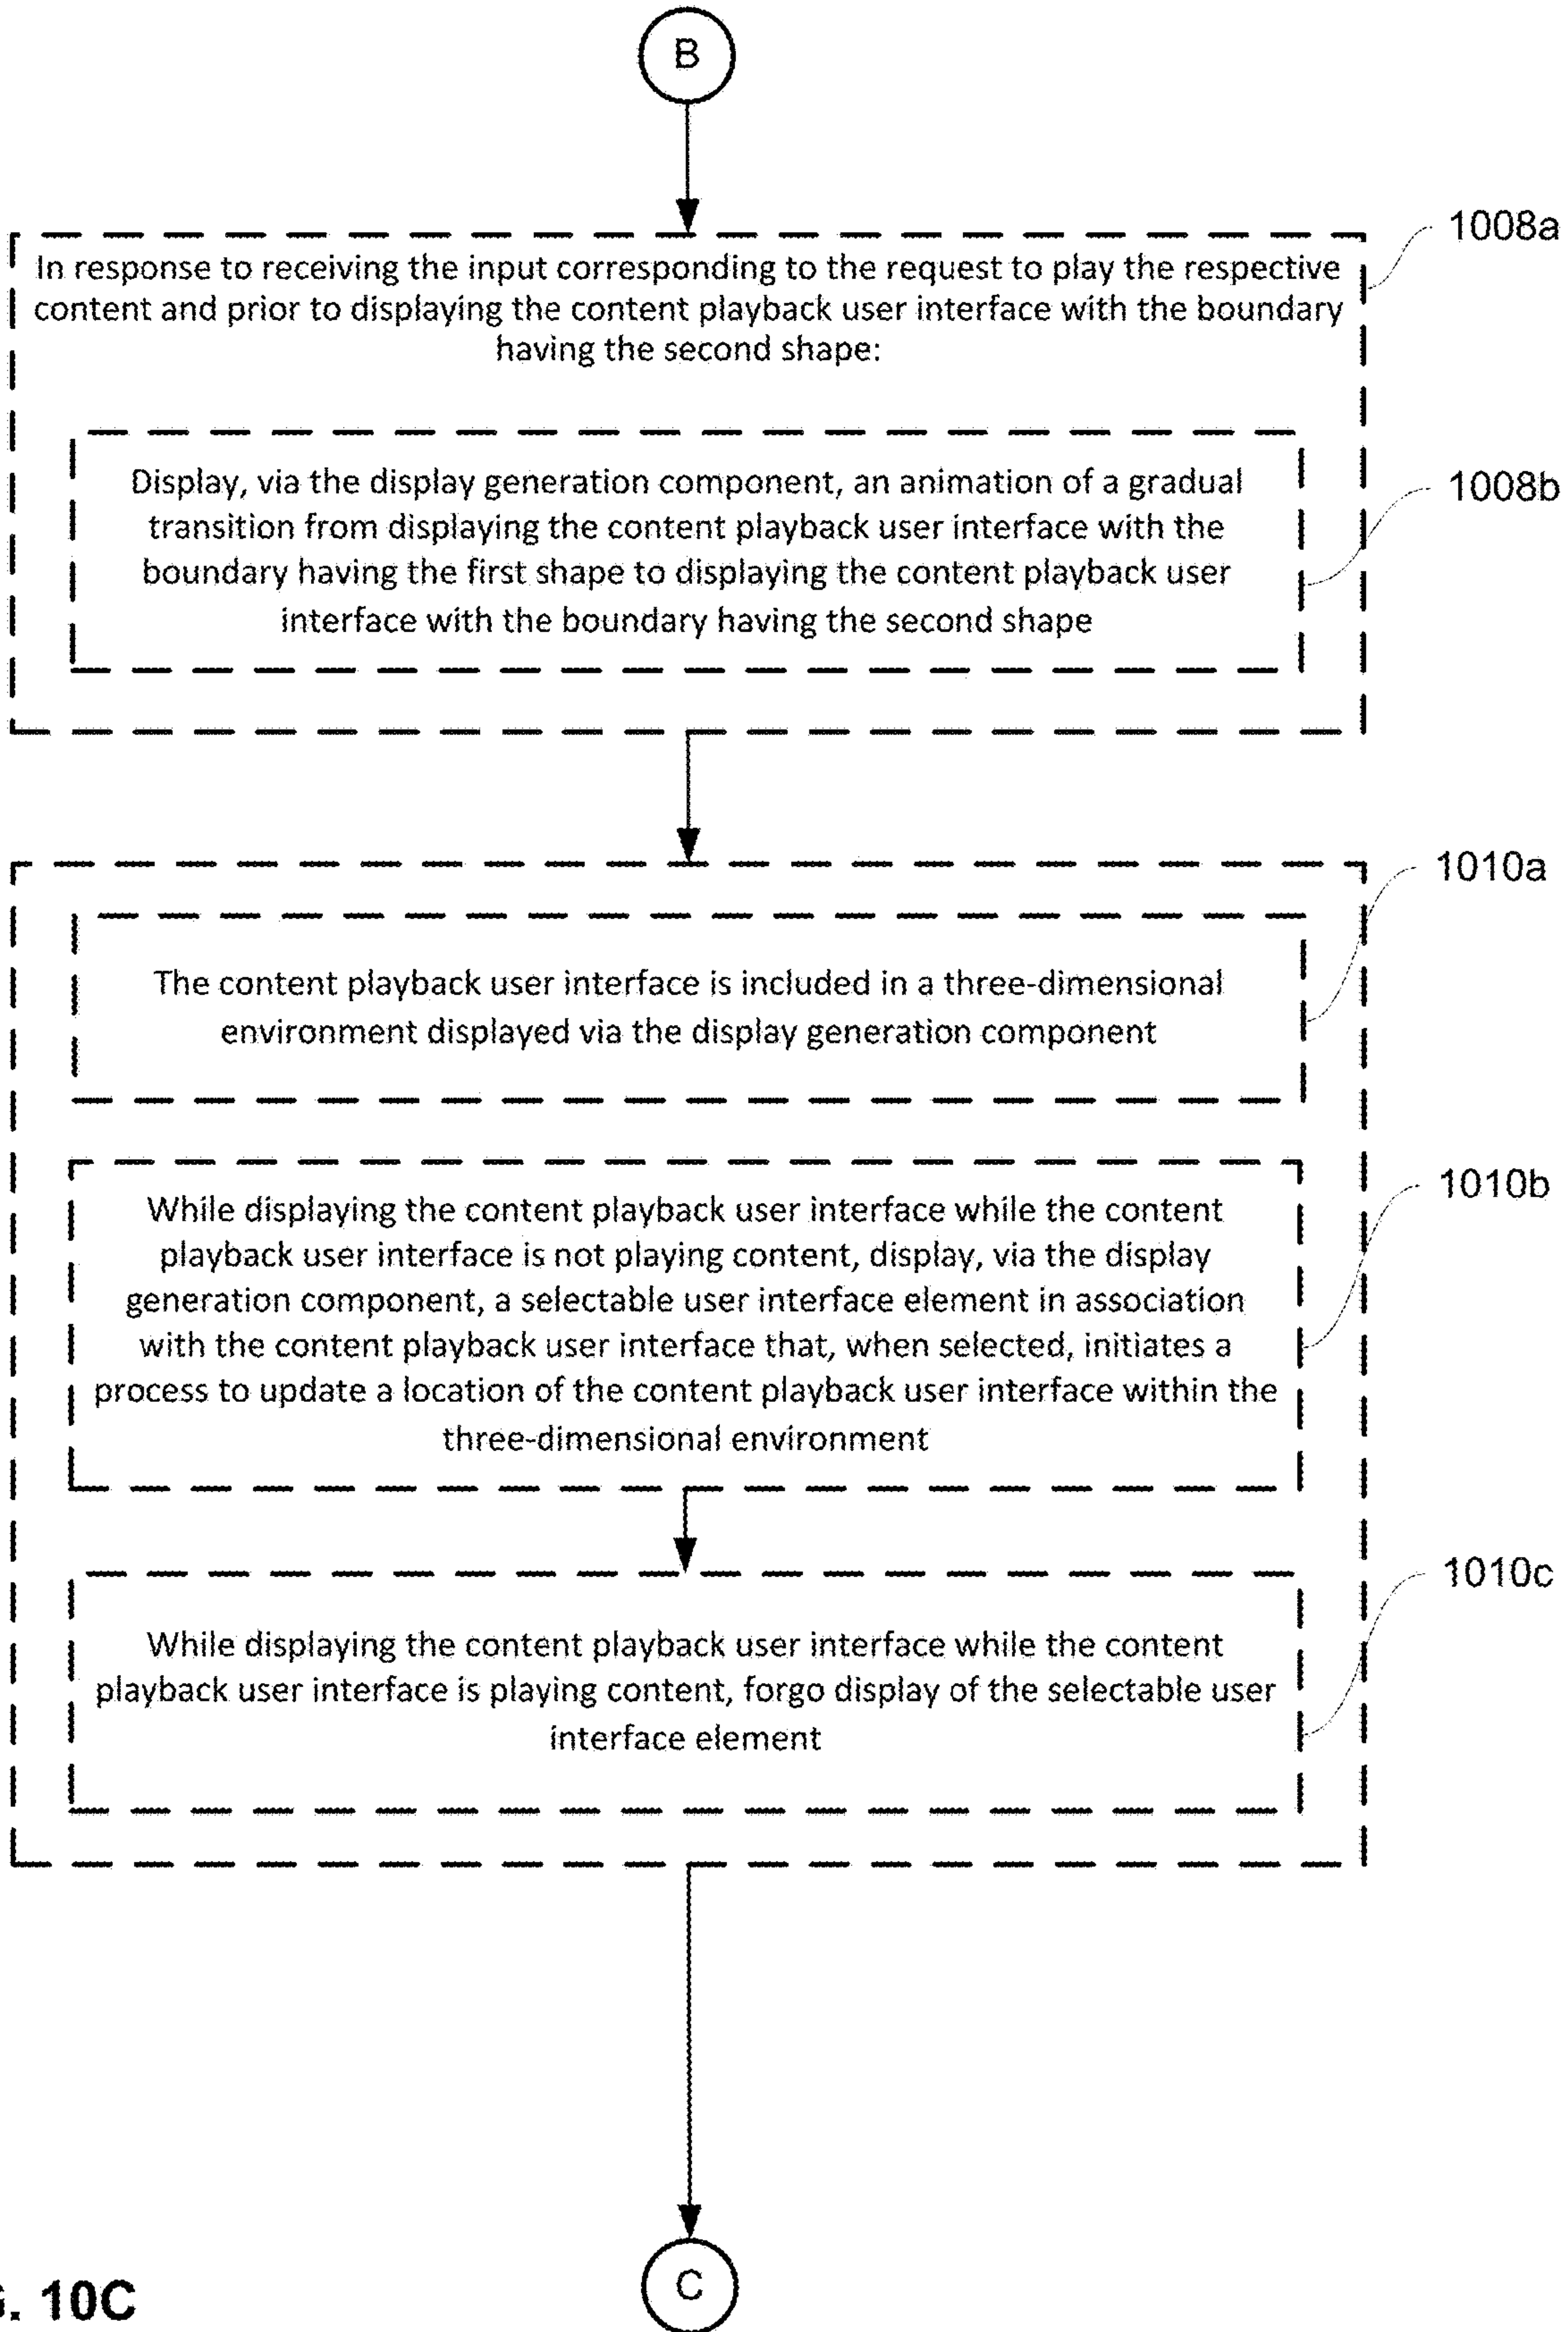 B
1008a
In response to receiving the input corresponding to the request to play the respective
content and prior to displaying the content playback user interface with the boundary
having the second shape:
1008b
Display, via the display generation component, an animation of a gradual
transition from displaying the content playback user interface with the
boundary having the first shape to displaying the content playback user
interface with the boundary having the second shape
1010a
The content playback user interface is included in a three-dimensional
environment displayed via the display generation component
1010b
While displaying the content playback user interface while the content
playback user interface is not playing content, display, via the display
generation component, a selectable user interface element in association
with the content playback user interface that, when selected, initiates a
process to update a location of the content playback user interface within the
three-dimensional environment
1010c
While displaying the content playback user interface while the content
playback user interface is playing content, forgo display of the selectable user
interface element
C
. 10C